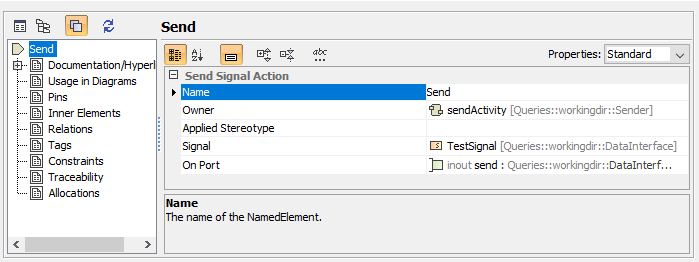 Send
Send
Documentation/Hyperl
Usage in Diagrams
Pins
Inner Elements
Relations
Tags
Constraints
Traceability
Allocations
Properties: Standard
Send Signal Action
Name Send
Owner sendActivity [Queries::workingdir::Sender]
Applied Stereotype
Signal TestSignal [Queries::workingdir::DataInterface]
On Port inout send : Queries::workingdir::DataInterf...
Name
The name of the NamedElement.